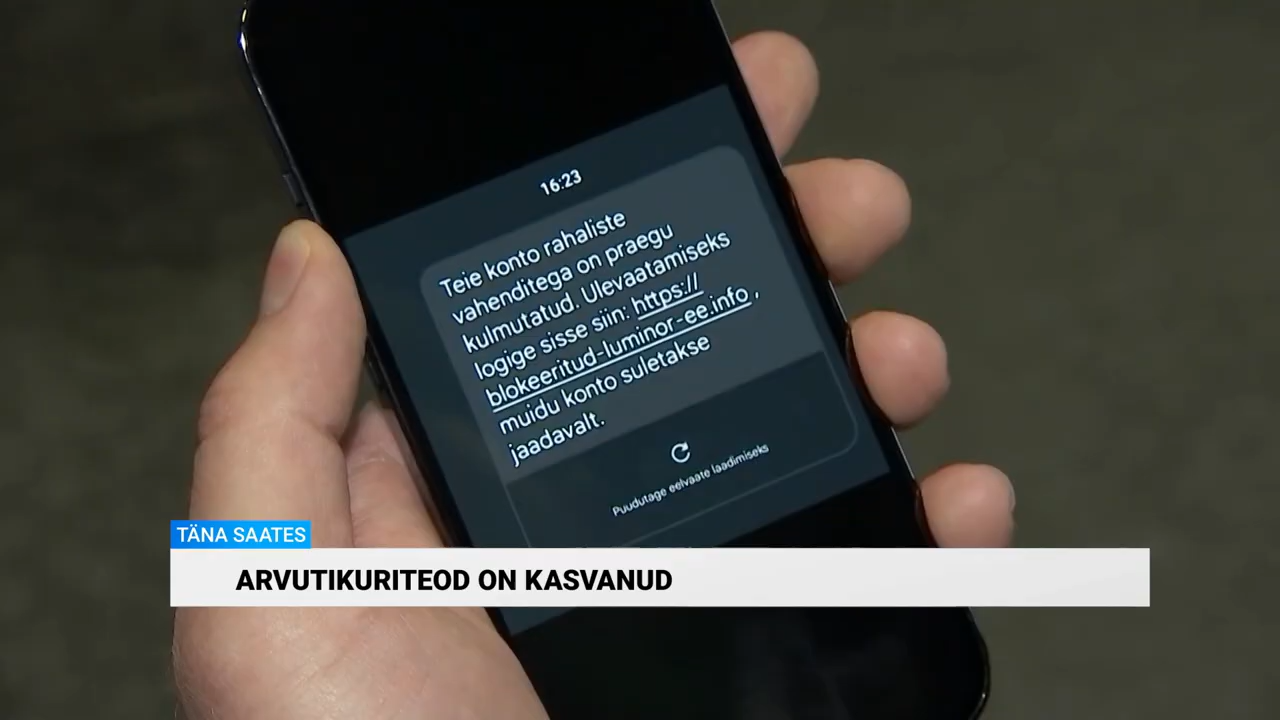 16:23
Teie konto rahaliste
vahenditega on praegu
kulmutatud. Ulevaatamiseks
logige sisse siin: https://
blokeeritud-luminor-ee.info ,
muidu konto suletakse
jaadavalt.
Puudutage eelvaate laadimiseks
TÄNA SAATES
ARVUTIKURITEOD ON KASVANUD